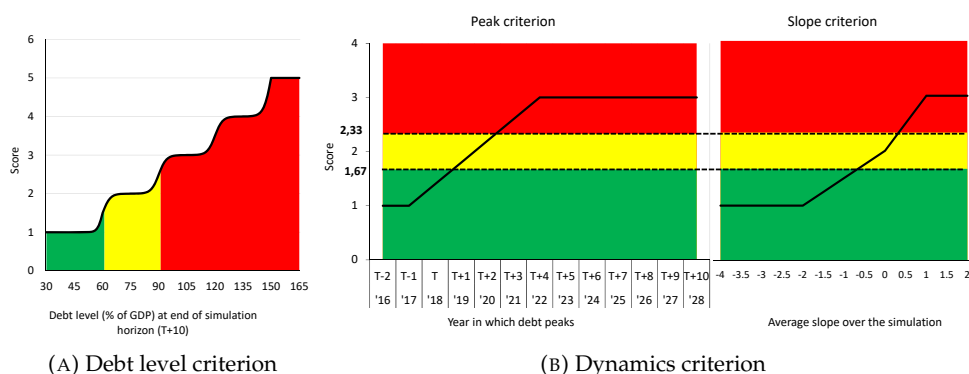 Peak criterion
Slope criterion
6
5
4
3
2
1
0
Score
30 45 60 75 90 105 120 135 150 165
Debt level (% of GDP) at end of simulation
horizon (T+10)
4
3
2,33
2
1,67
1
0
Score
T-2 T-1 T T+1 T+2 T+3 T+4 T+5 T+6 T+7 T+8 T+9 T+10
'16 '17 '18 '19 '20 '21 '22 '23 '24 '25 '26 '27 '28
Year in which debt peaks
-4 -3.5 -3 -2.5 -2 -1.5 -1 -0.5 0 0.5 1 1.5 2
Average slope over the simulation
(A) Debt level criterion
(B) Dynamics criterion